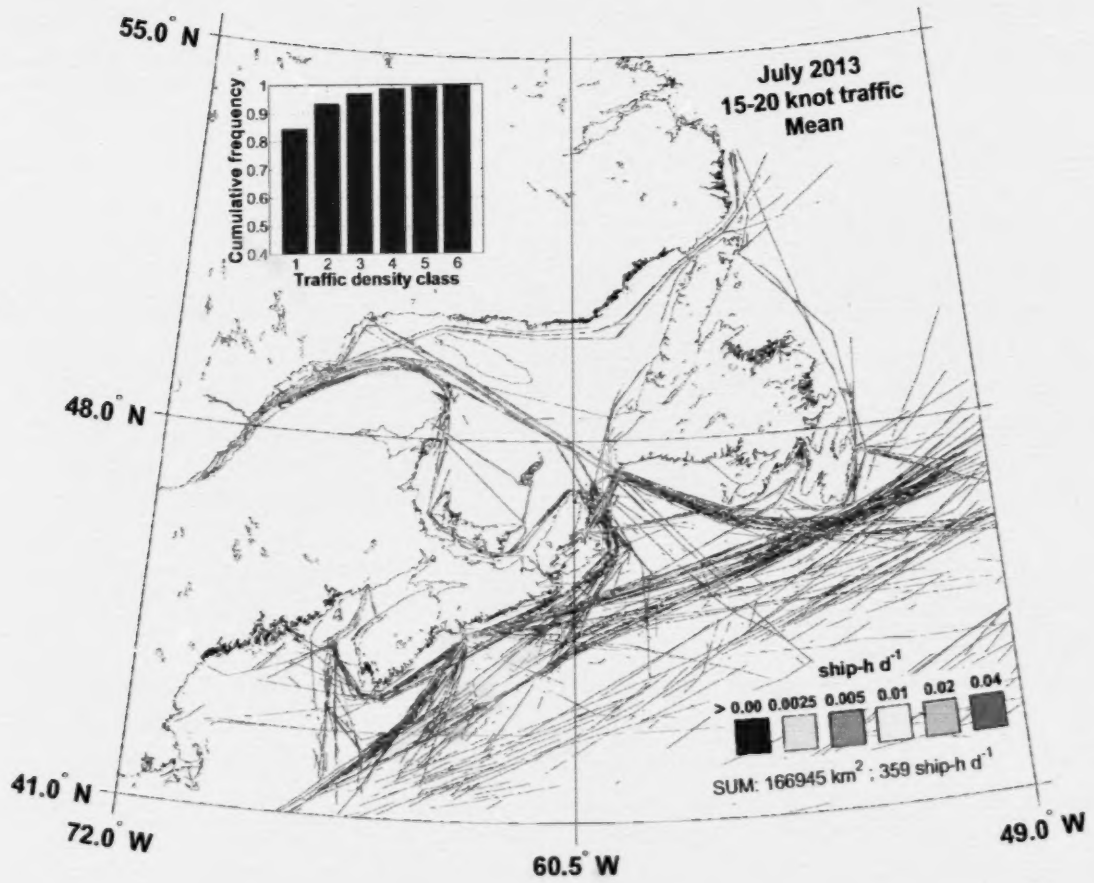 55.0° N
July 2013
15-20 knot traffic
Mean
Cumulative frequency
1
0.9
0.8
0.7
0.6
0.5
0.4
1 2 3 4 5 6
Traffic density class
48.0° N
ship-h d⁻¹
> 0.00 0.0025 0.005 0.01 0.02 0.04
SUM: 166945 km² ; 359 ship-h d⁻¹
41.0° N
72.0° W
60.5° W
49.0° W